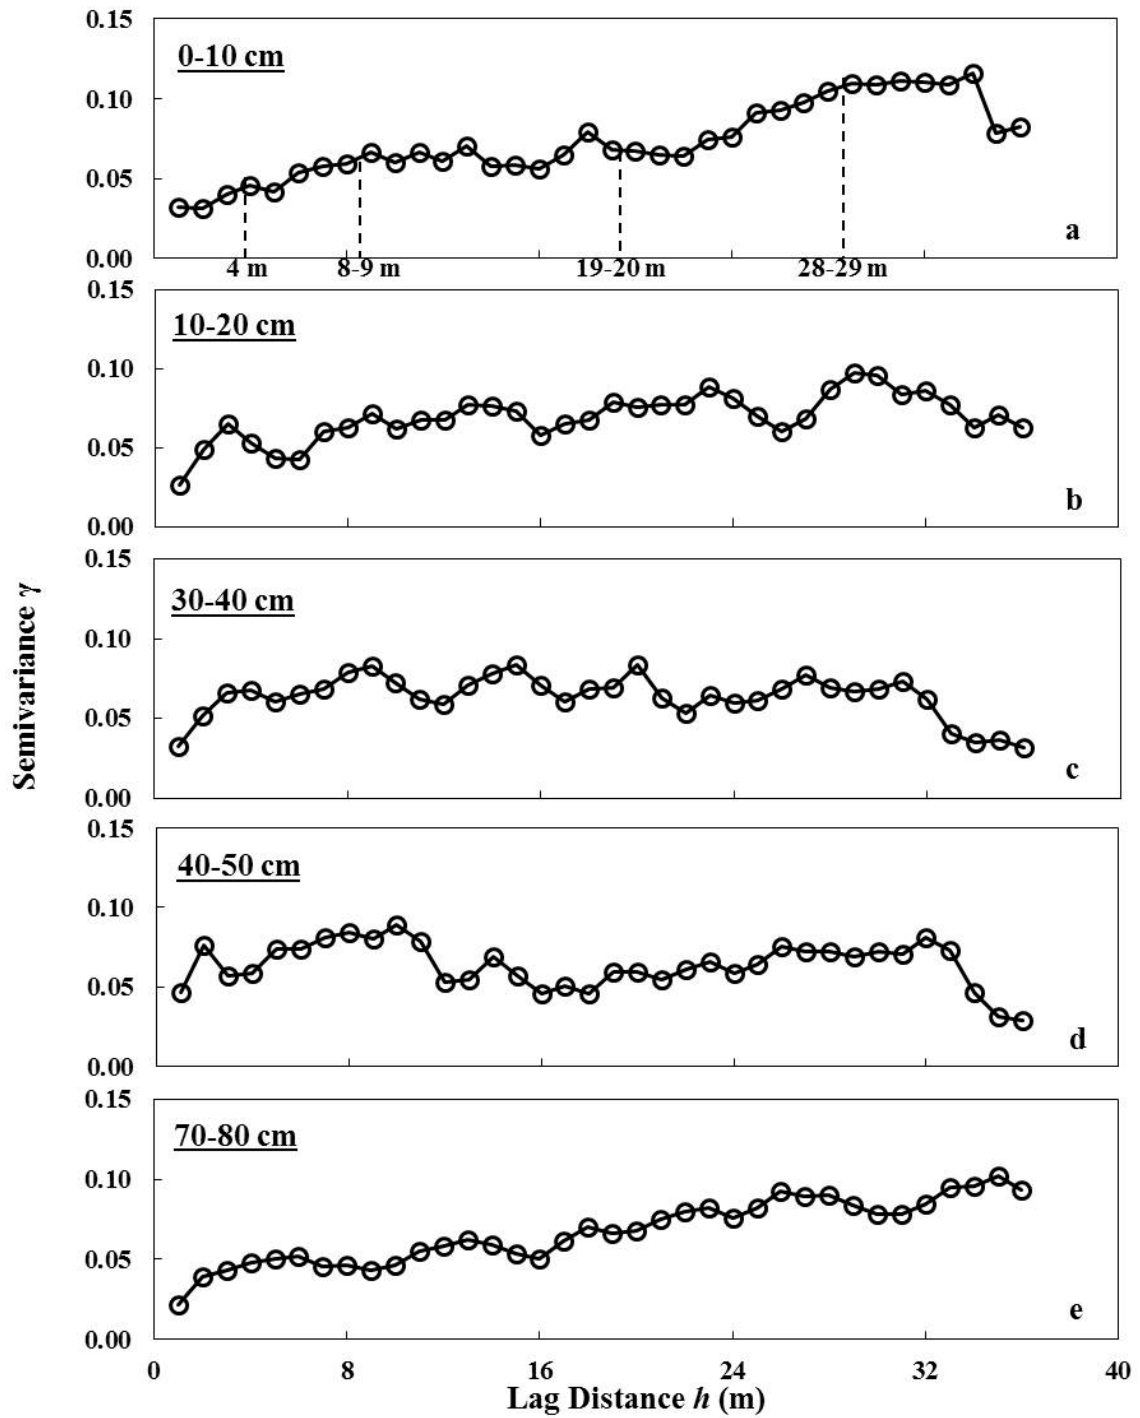 0.15
0-10 cm
0.10
0.05
a
0.00
4 m 8-9 m 19-20 m 28-29 m
0.15
10-20 cm
0.10
0.05
b
0.00
0.15
30-40 cm
0.10
Semivariance γ
0.05
c
0.00
0.15
40-50 cm
0.10
0.05
d
0.00
0.15
70-80 cm
0.10
0.05
e
0.00
0 8 16 24 32 40
Lag Distance h (m)